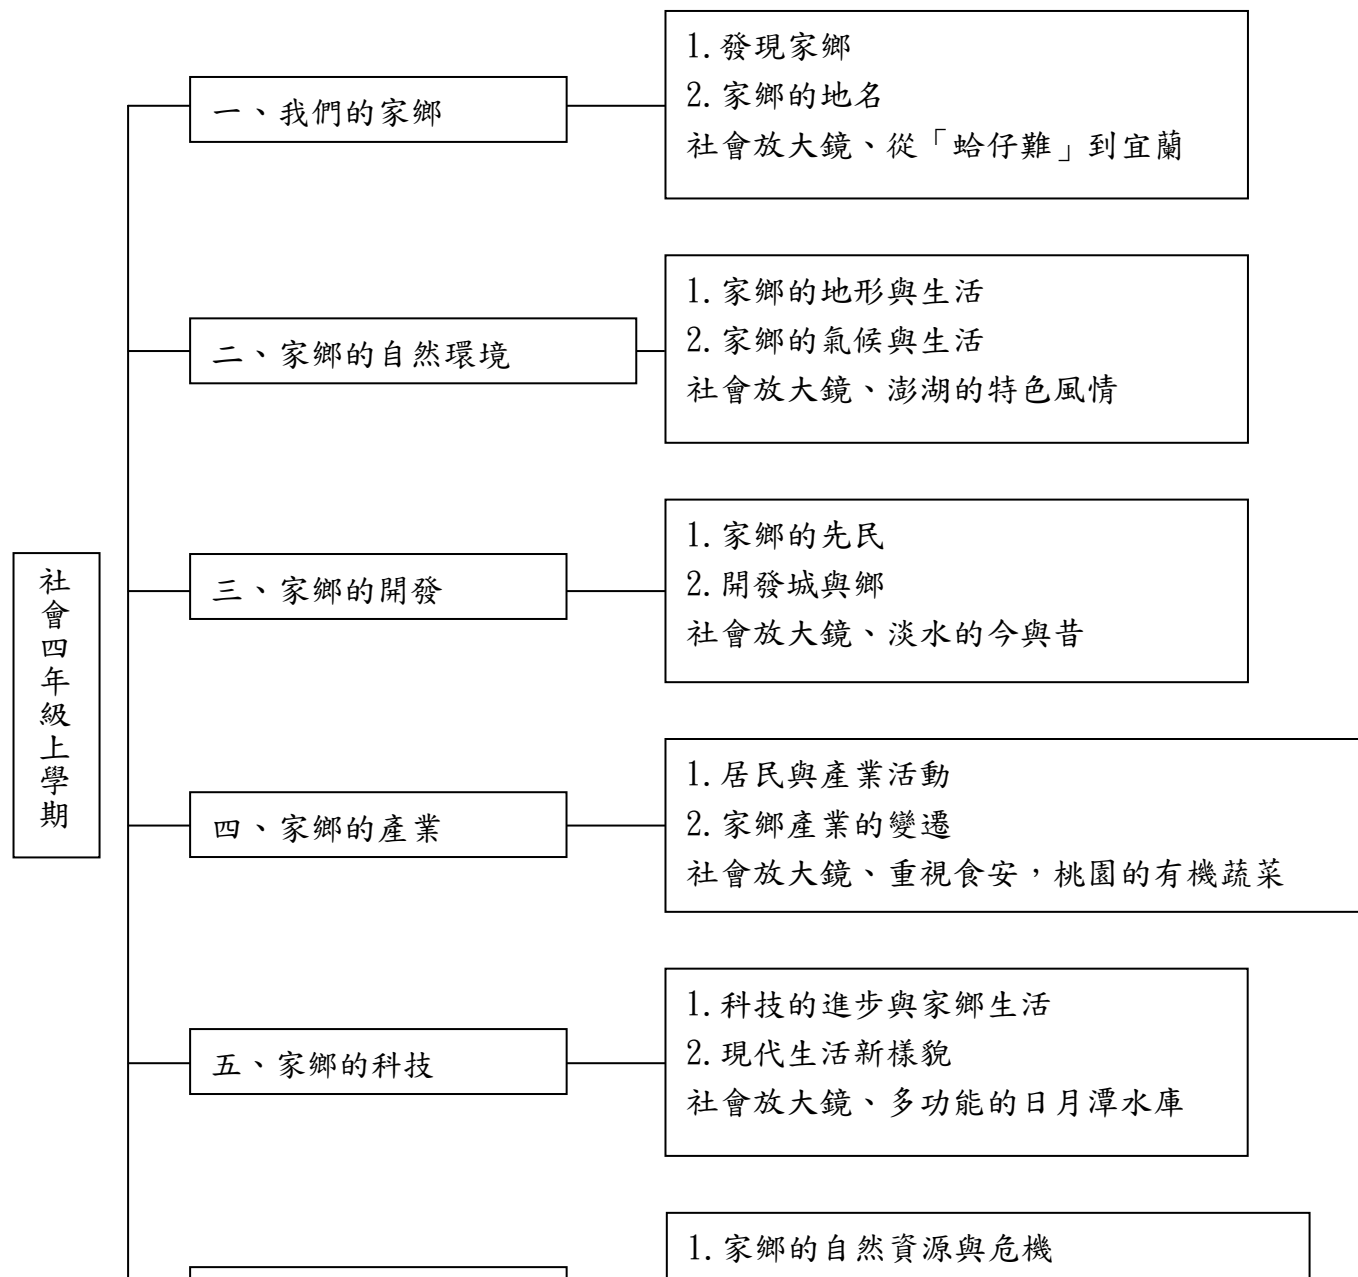 社會四年級上學期
一、我們的家鄉
1.發現家鄉
2.家鄉的地名
社會放大鏡、從「蛤仔難」到宜蘭
二、家鄉的自然環境
1.家鄉的地形與生活
2.家鄉的氣候與生活
社會放大鏡、澎湖的特色風情
三、家鄉的開發
1.家鄉的先民
2.開發城與鄉
社會放大鏡、淡水的今與昔
四、家鄉的產業
1.居民與產業活動
2.家鄉產業的變遷
社會放大鏡、重視食安，桃園的有機蔬菜
五、家鄉的科技
1.科技的進步與家鄉生活
2.現代生活新樣貌
社會放大鏡、多功能的日月潭水庫
1.家鄉的自然資源與危機